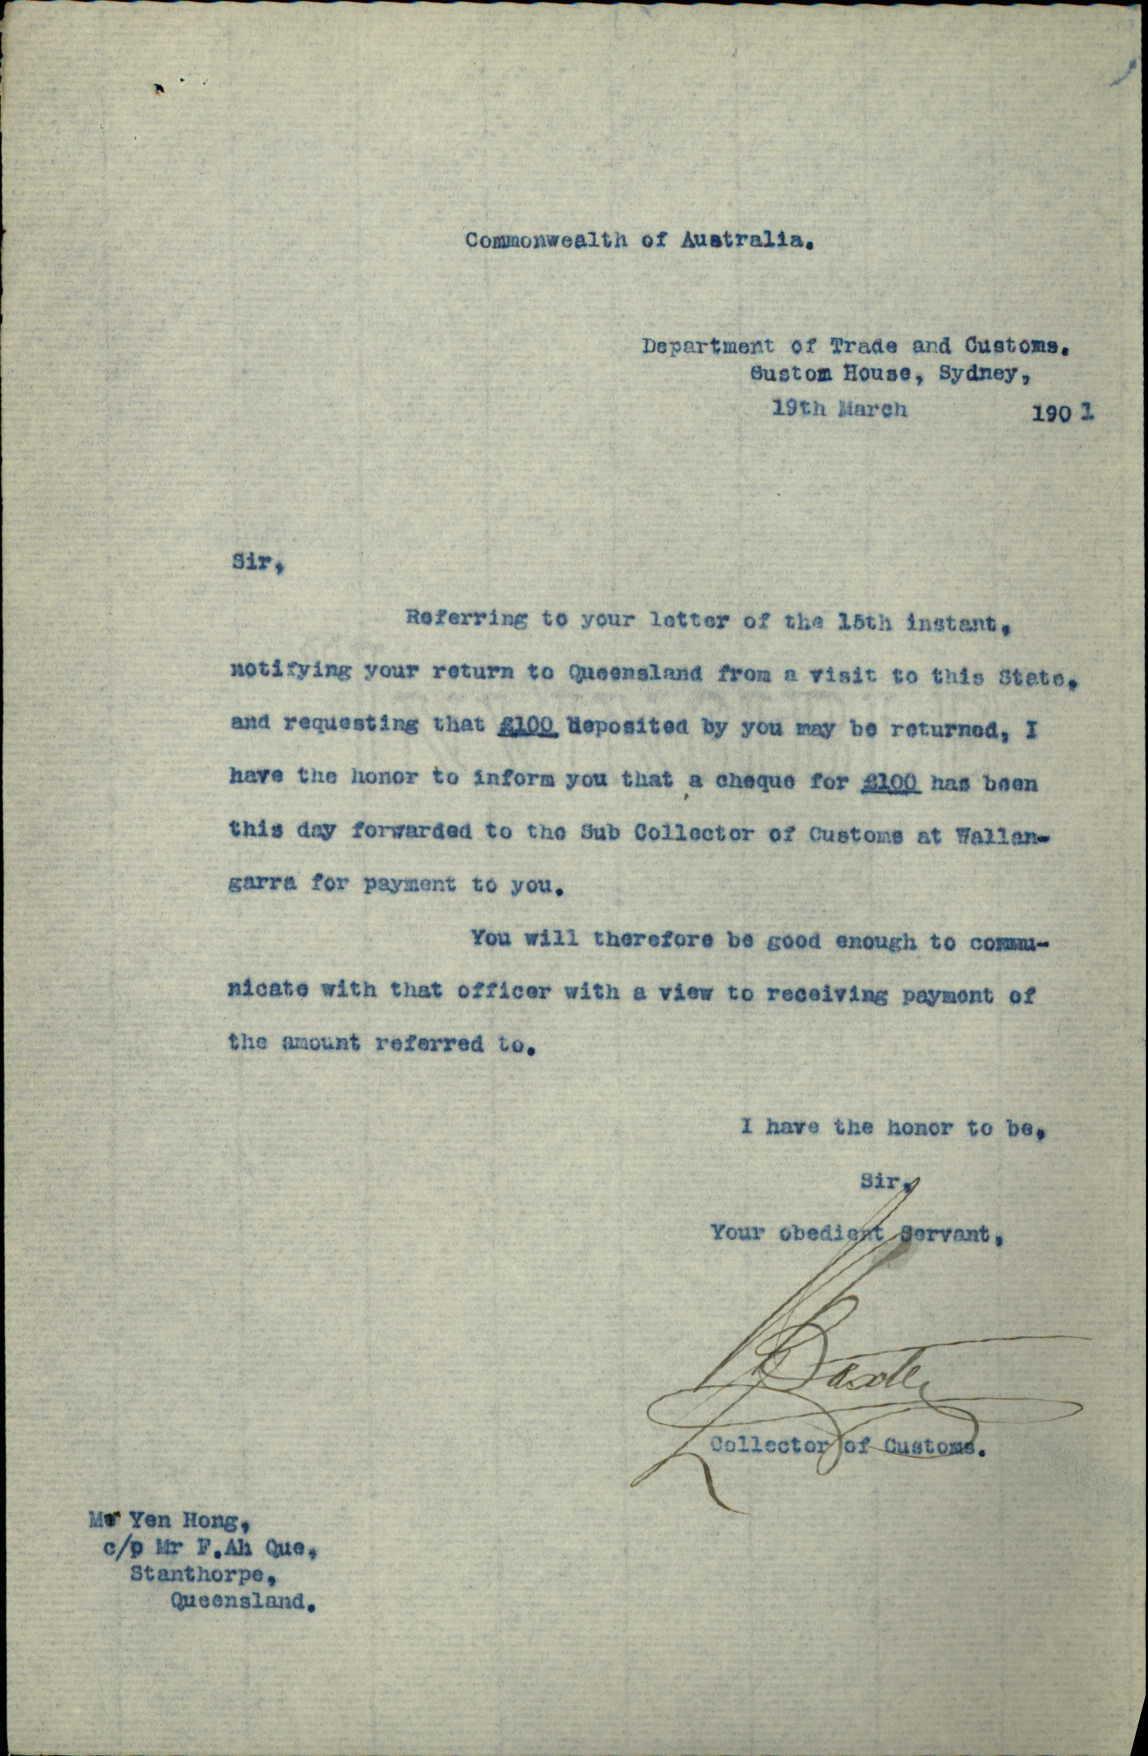 Commonwealth of Australia.
Department of Trade and Customs.
Custom House, Sydney,
19th March 1901
Sir,
Referring to your letter of the 15th instant,
notifying your return to Queensland from a visit to this State,
and requesting that £100 deposited by you may be returned, I
have the honor to inform you that a cheque for £100 has been
this day forwarded to the Sub Collector of Customs at Wallan-
garra for payment to you.
You will therefore be good enough to commu-
nicate with that officer with a view to receiving payment of
the amount referred to.
I have the honor to be,
Sir,
Your obedient Servant,
Baxter
Collector of Customs.
Mr Yen Hong,
c/o Mr F.Ah Que,
Stanthorpe,
Queensland.